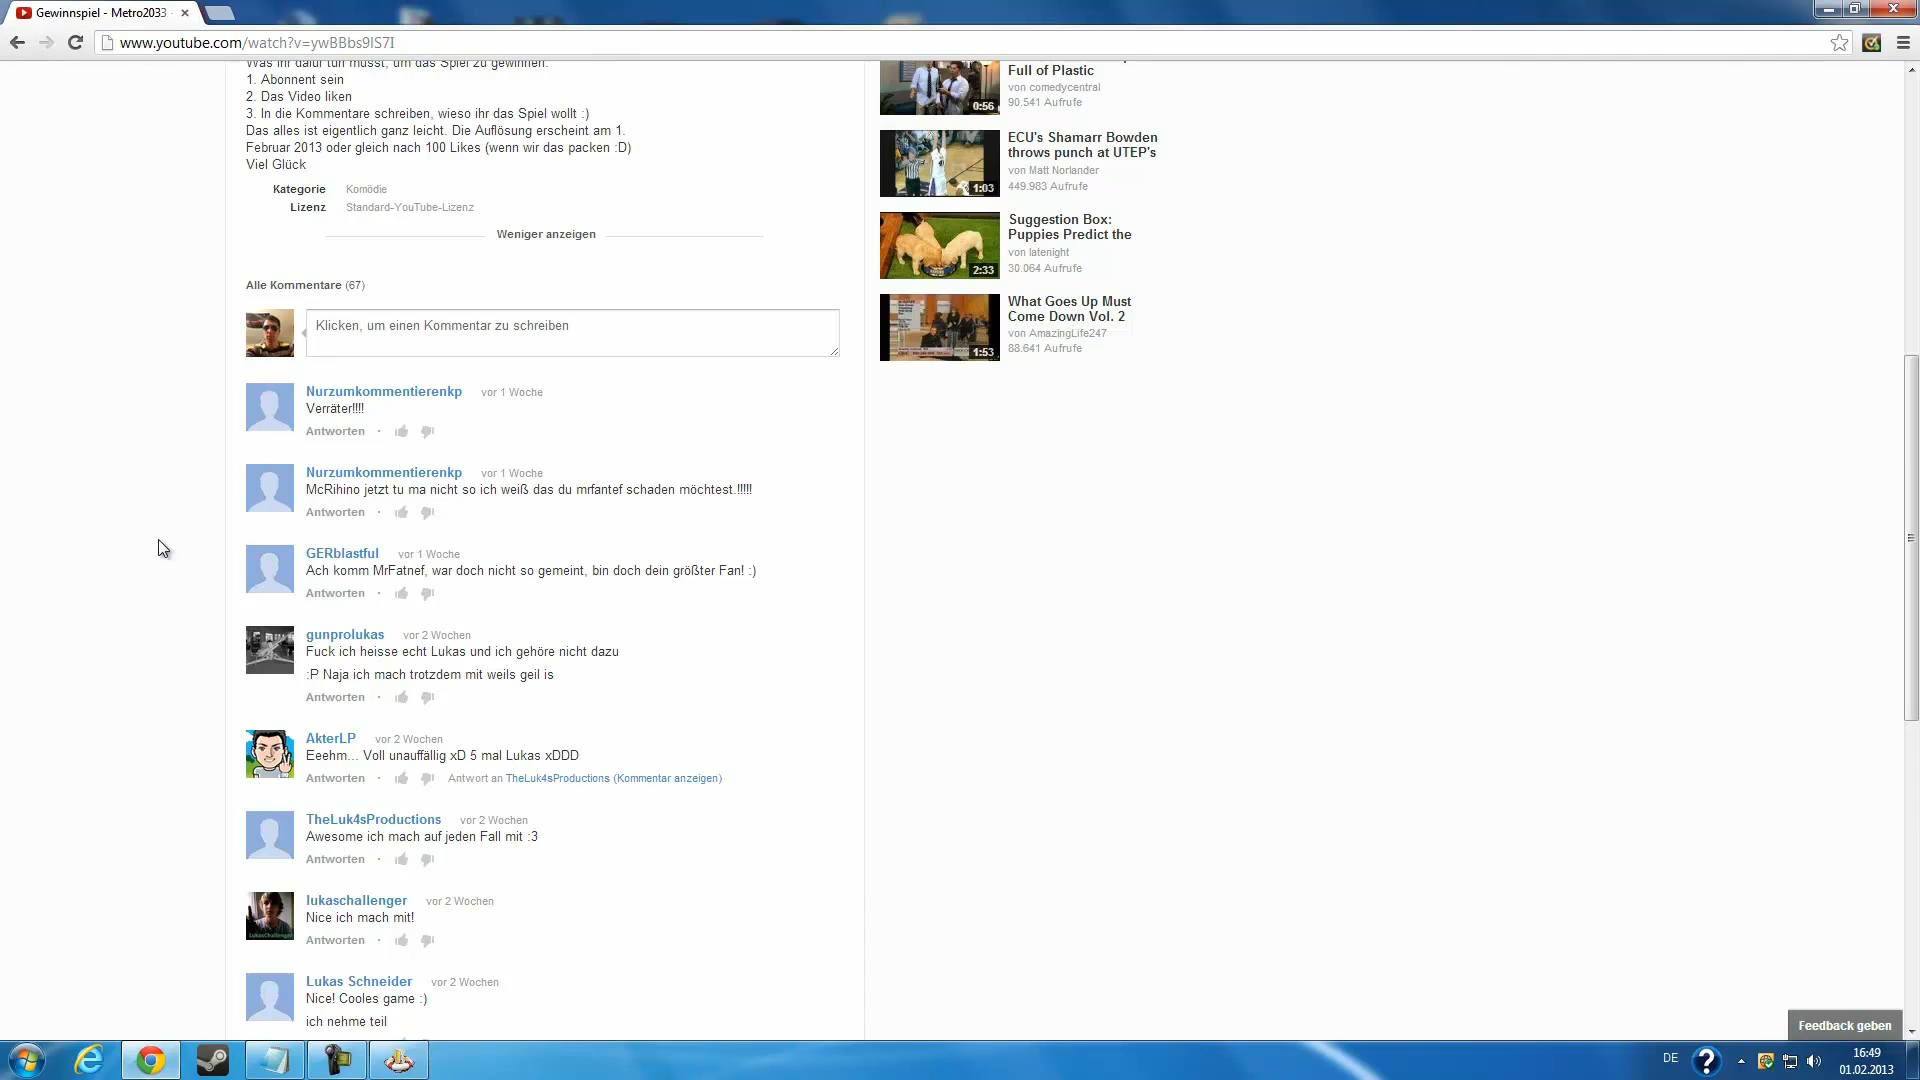 Gewinnspiel - Metro2033
www.youtube.com/watch?v=ywBBbs9IS7I
Was ihr dafür tun müsst, um das Spiel zu gewinnen:
1. Abonnent sein
2. Das Video liken
3. In die Kommentare schreiben, wieso ihr das Spiel wollt :)
Das alles ist eigentlich ganz leicht. Die Auflösung erscheint am 1.
Februar 2013 oder gleich nach 100 Likes (wenn wir das packen :D)
Viel Glück
Kategorie Komödie
Lizenz Standard-YouTube-Lizenz
Weniger anzeigen
Alle Kommentare (67)
Klicken, um einen Kommentar zu schreiben
Nurzumkommentierenkp vor 1 Woche
Verräter!!!!
Antworten ·
Nurzumkommentierenkp vor 1 Woche
McRihino jetzt tu ma nicht so ich weiß das du mrfantef schaden möchtest.!!!!!
Antworten ·
GERblastful vor 1 Woche
Ach komm MrFatnef, war doch nicht so gemeint, bin doch dein größter Fan! :)
Antworten ·
gunprolukas vor 2 Wochen
Fuck ich heisse echt Lukas und ich gehöre nicht dazu
:P Naja ich mach trotzdem mit weils geil is
Antworten ·
AkterLP vor 2 Wochen
Eeehm... Voll unauffällig xD 5 mal Lukas xDDD
Antworten · Antwort an TheLuk4sProductions (Kommentar anzeigen)
TheLuk4sProductions vor 2 Wochen
Awesome ich mach auf jeden Fall mit :3
Antworten ·
lukaschallenger vor 2 Wochen
Nice ich mach mit!
Antworten ·
LukasChallenger
Lukas Schneider vor 2 Wochen
Nice! Cooles game :)
ich nehme teil
Full of Plastic
von comedycentral
90.541 Aufrufe
0:56
ECU's Shamarr Bowden
throws punch at UTEP's
von Matt Norlander
449.983 Aufrufe
1:03
Suggestion Box:
Puppies Predict the
von latenight
30.064 Aufrufe
2:33
What Goes Up Must
Come Down Vol. 2
von AmazingLife247
88.641 Aufrufe
1:53
Feedback geben
DE
16:49
01.02.2013